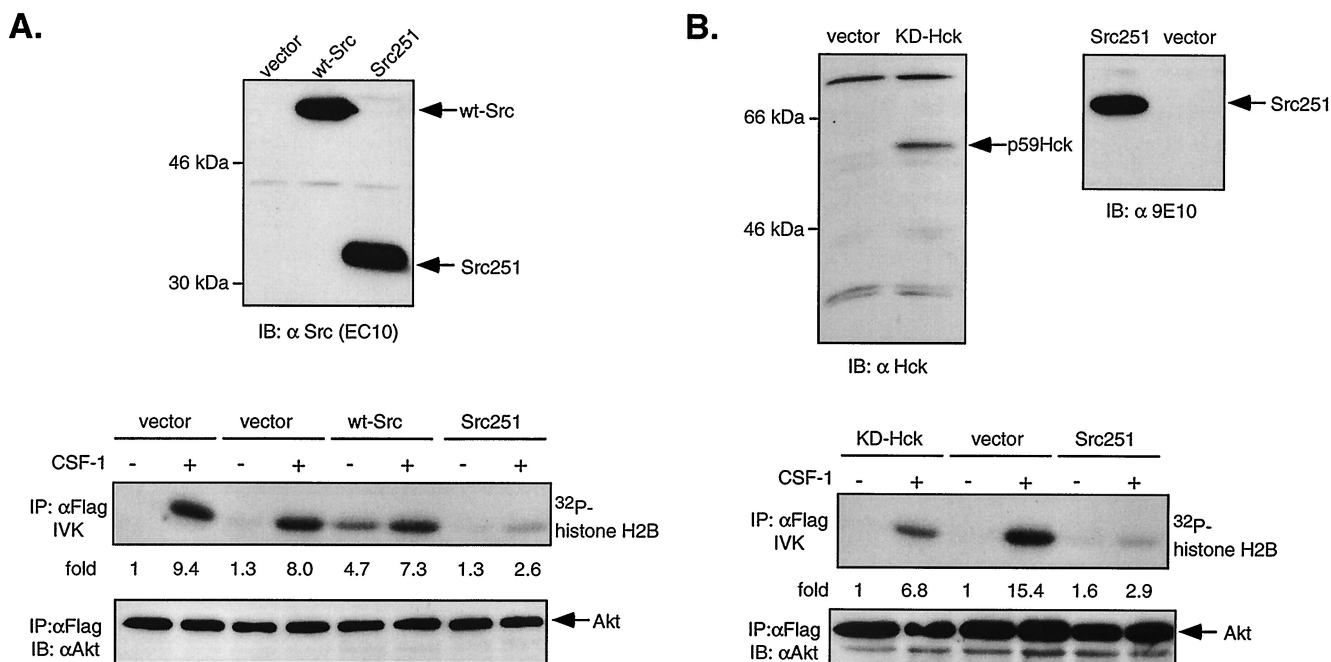 A.
vector wt-Src Src251
wt-Src
46 kDa
Src251
30 kDa
IB: α Src (EC10)
vector vector wt-Src Src251
CSF-1 - + - + - + - +
IP: αFlag
IVK
32P-
histone H2B
fold 1 9.4 1.3 8.0 4.7 7.3 1.3 2.6
IP:αFlag
IB: αAkt
Akt
B.
vector KD-Hck
66 kDa
p59Hck
46 kDa
IB: α Hck
Src251 vector
Src251
IB: α 9E10
KD-Hck vector Src251
CSF-1 - + - + - +
IP: αFlag
IVK
32P-
histone H2B
fold 1 6.8 1 15.4 1.6 2.9
IP:αFlag
IB: αAkt
Akt